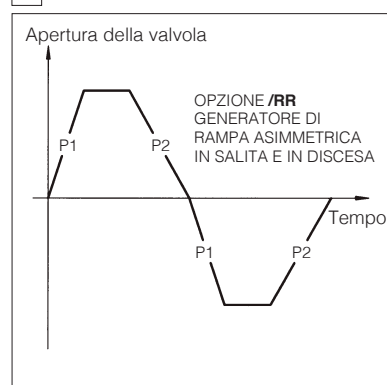 Apertura della valvola
OPZIONE /RR
GENERATORE DI
RAMPA ASIMMETRICA
IN SALITA E IN DISCESA
P1
P2
Tempo
P1
P2